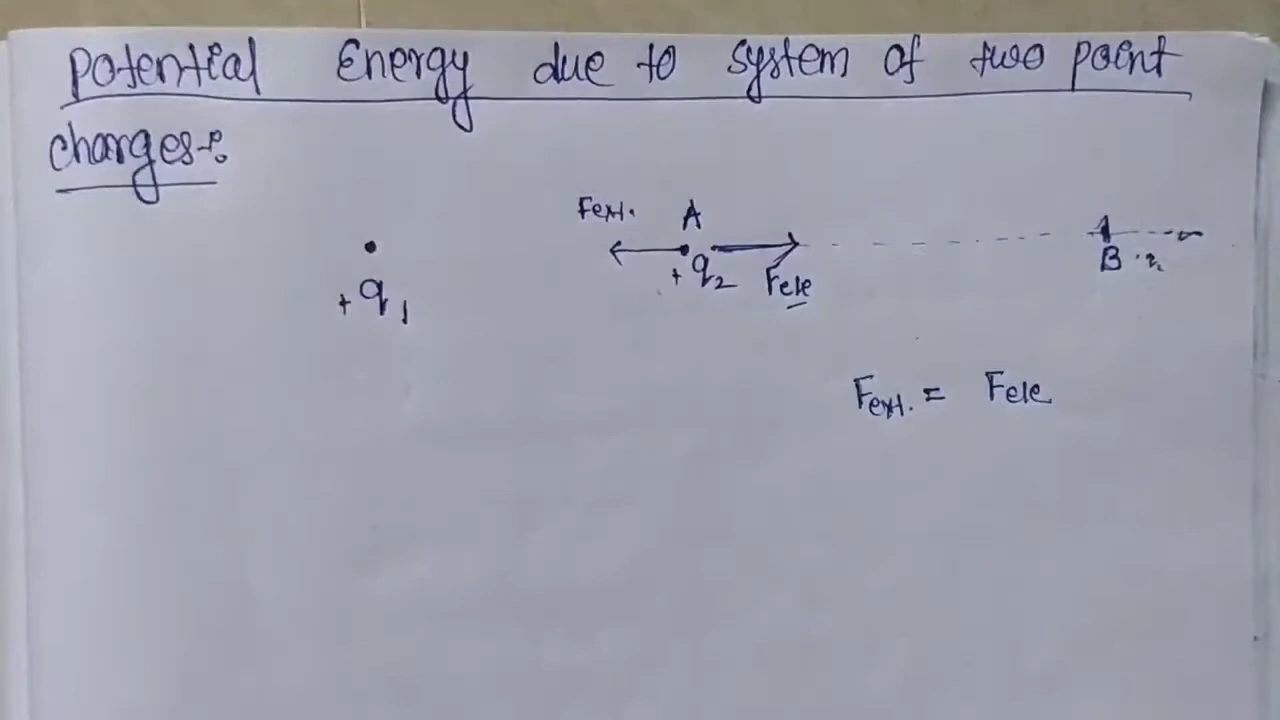 Potential Energy due to system of two point
charges:
Fext. A
+ q2 Fele
B
+ q1
Fext. = Fele